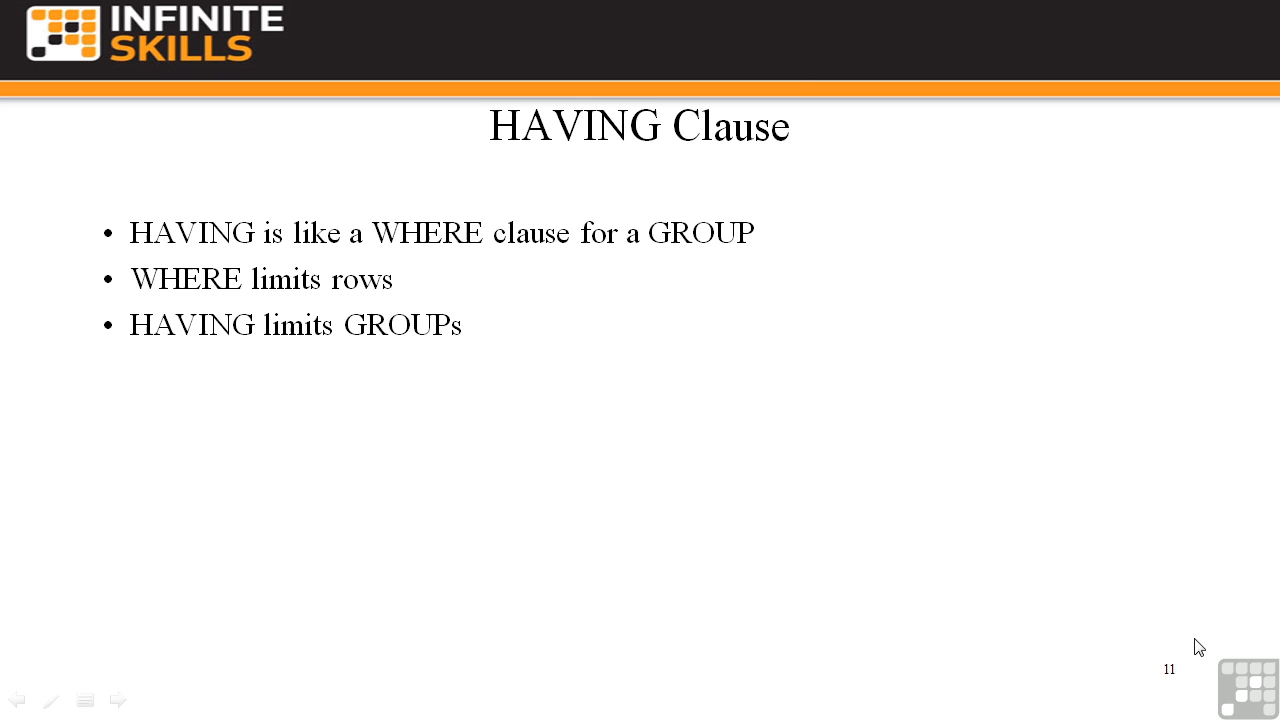 INFINITE
SKILLS
HAVING Clause
• HAVING is like a WHERE clause for a GROUP
• WHERE limits rows
• HAVING limits GROUPs
11